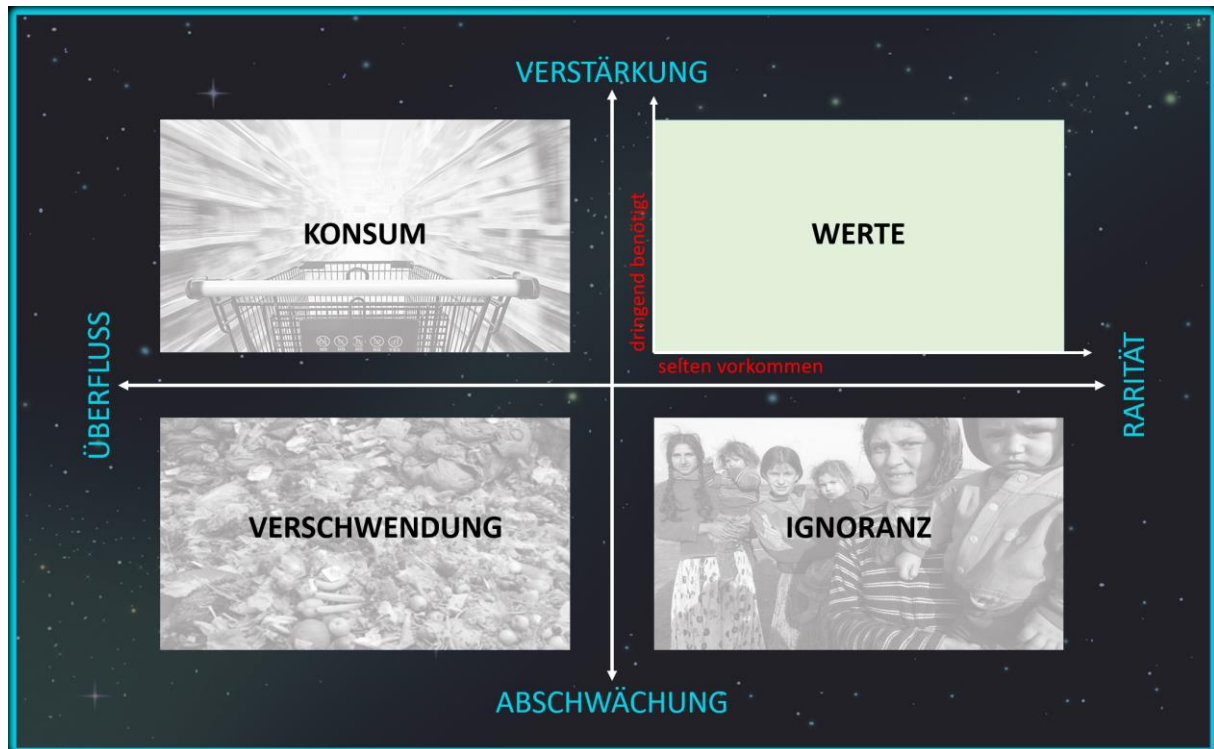 VERSTÄRKUNG
KONSUM
WERTE
dringend benötigt
selten vorkommen
ÜBERFLUSS
RARITÄT
VERSCHWENDUNG
IGNORANZ
ABSCHWÄCHUNG